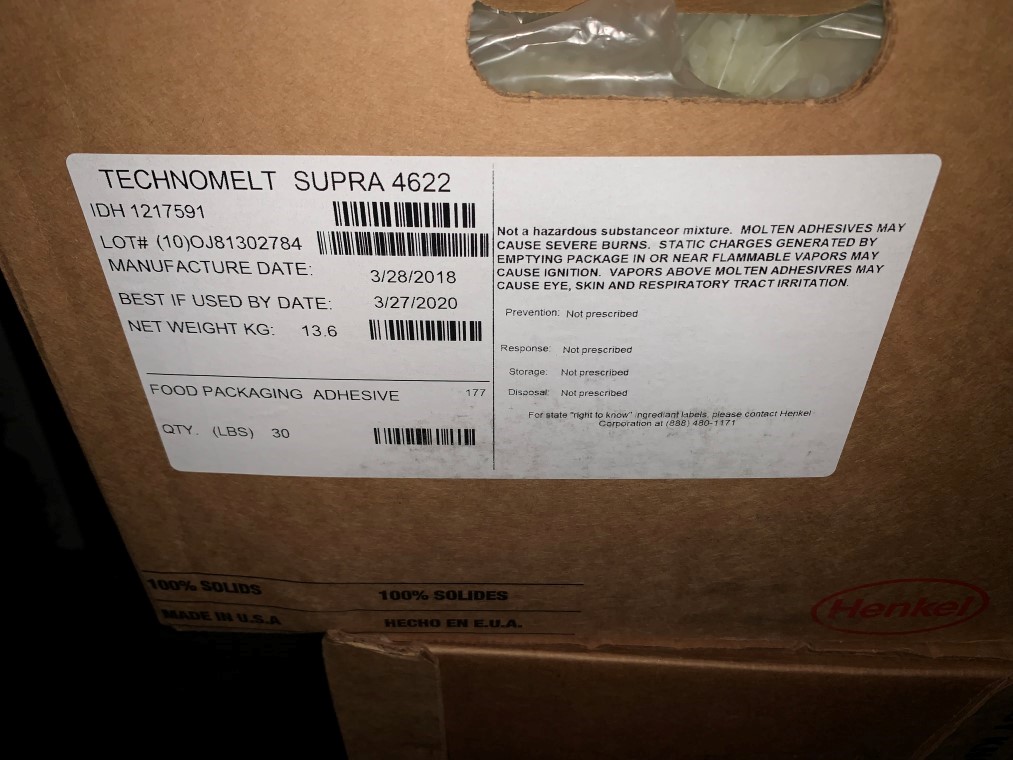 TECHNOMELT SUPRA 4622
IDH 1217591
LOT# (10)OJ81302784
MANUFACTURE DATE: 3/28/2018
BEST IF USED BY DATE: 3/27/2020
NET WEIGHT KG: 13.6
FOOD PACKAGING ADHESIVE 177
QTY. (LBS) 30
Not a hazardous substanceor mixture. MOLTEN ADHESIVES MAY
CAUSE SEVERE BURNS. STATIC CHARGES GENERATED BY
EMPTYING PACKAGE IN OR NEAR FLAMMABLE VAPORS MAY
CAUSE IGNITION. VAPORS ABOVE MOLTEN ADHESIVRES MAY
CAUSE EYE, SKIN AND RESPIRATORY TRACT IRRITATION.
Prevention: Not prescribed
Response: Not prescribed
Storage: Not prescribed
Disposal: Not prescribed
For state "right to know" ingrediant labels, please contact Henkel
Corporation at (888) 480-1171
100% SOLIDS 100% SOLIDES
MADE IN U.S.A HECHO EN E.U.A.
Henkel